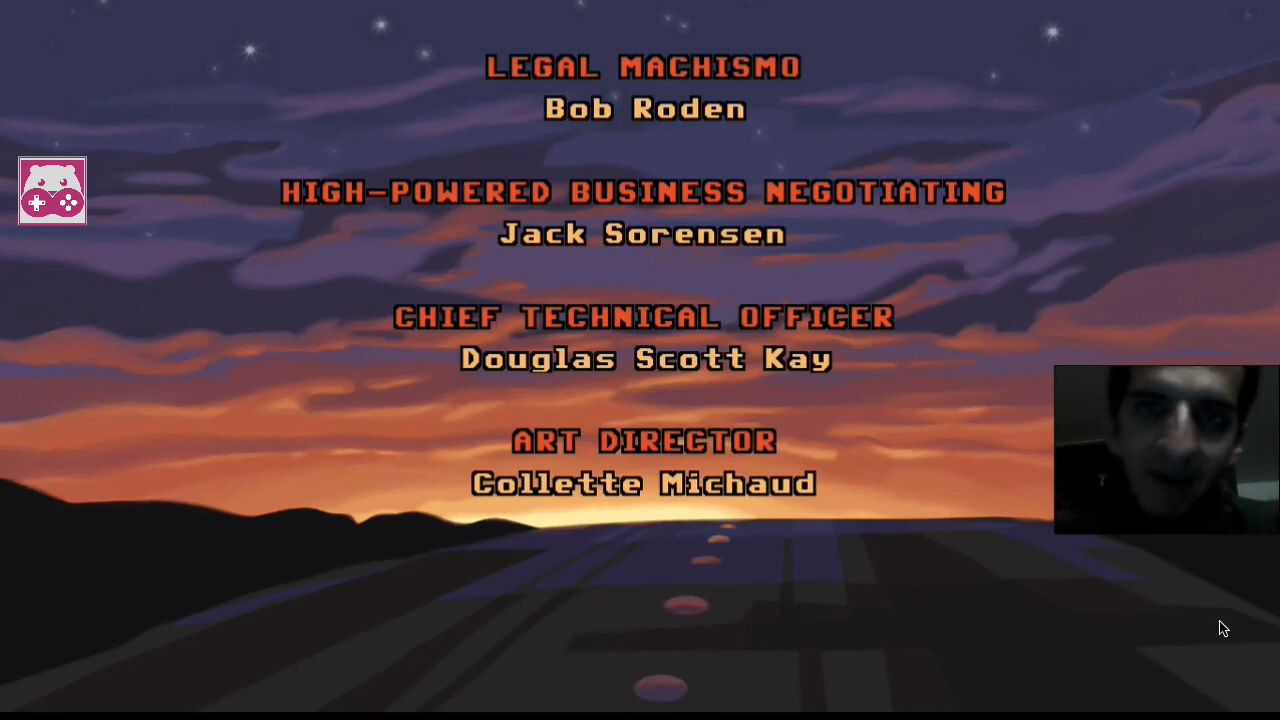 LEGAL MACHISMO
Bob Roden
HIGH-POWERED BUSINESS NEGOTIATING
Jack Sorensen
CHIEF TECHNICAL OFFICER
Douglas Scott Kay
ART DIRECTOR
Collette Michaud